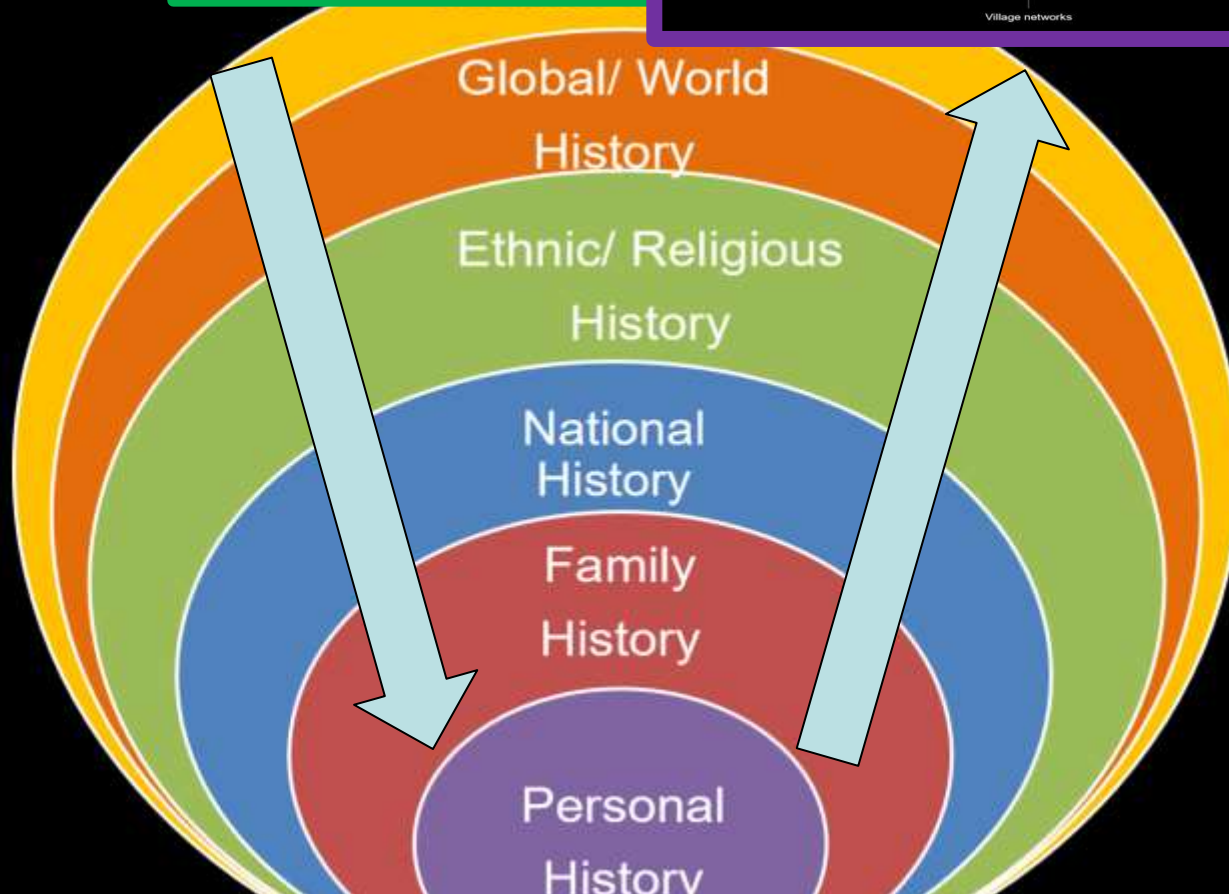 Village networks
Global/ World
History
Ethnic/ Religious
History
National
History
Family
History
Personal
History